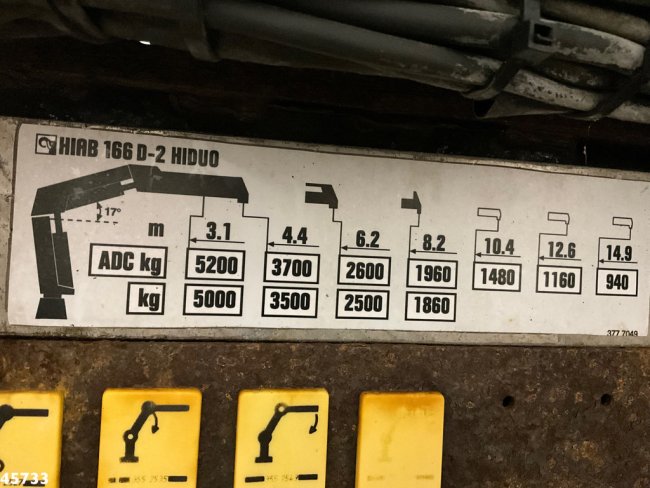 HIAB 166 D-2 HIDUO
17°
m 3.1 4.4 6.2 8.2 10.4 12.6 14.9
ADC kg 5200 3700 2600 1960 1480 1160 940
kg 5000 3500 2500 1860
377 7049
45733